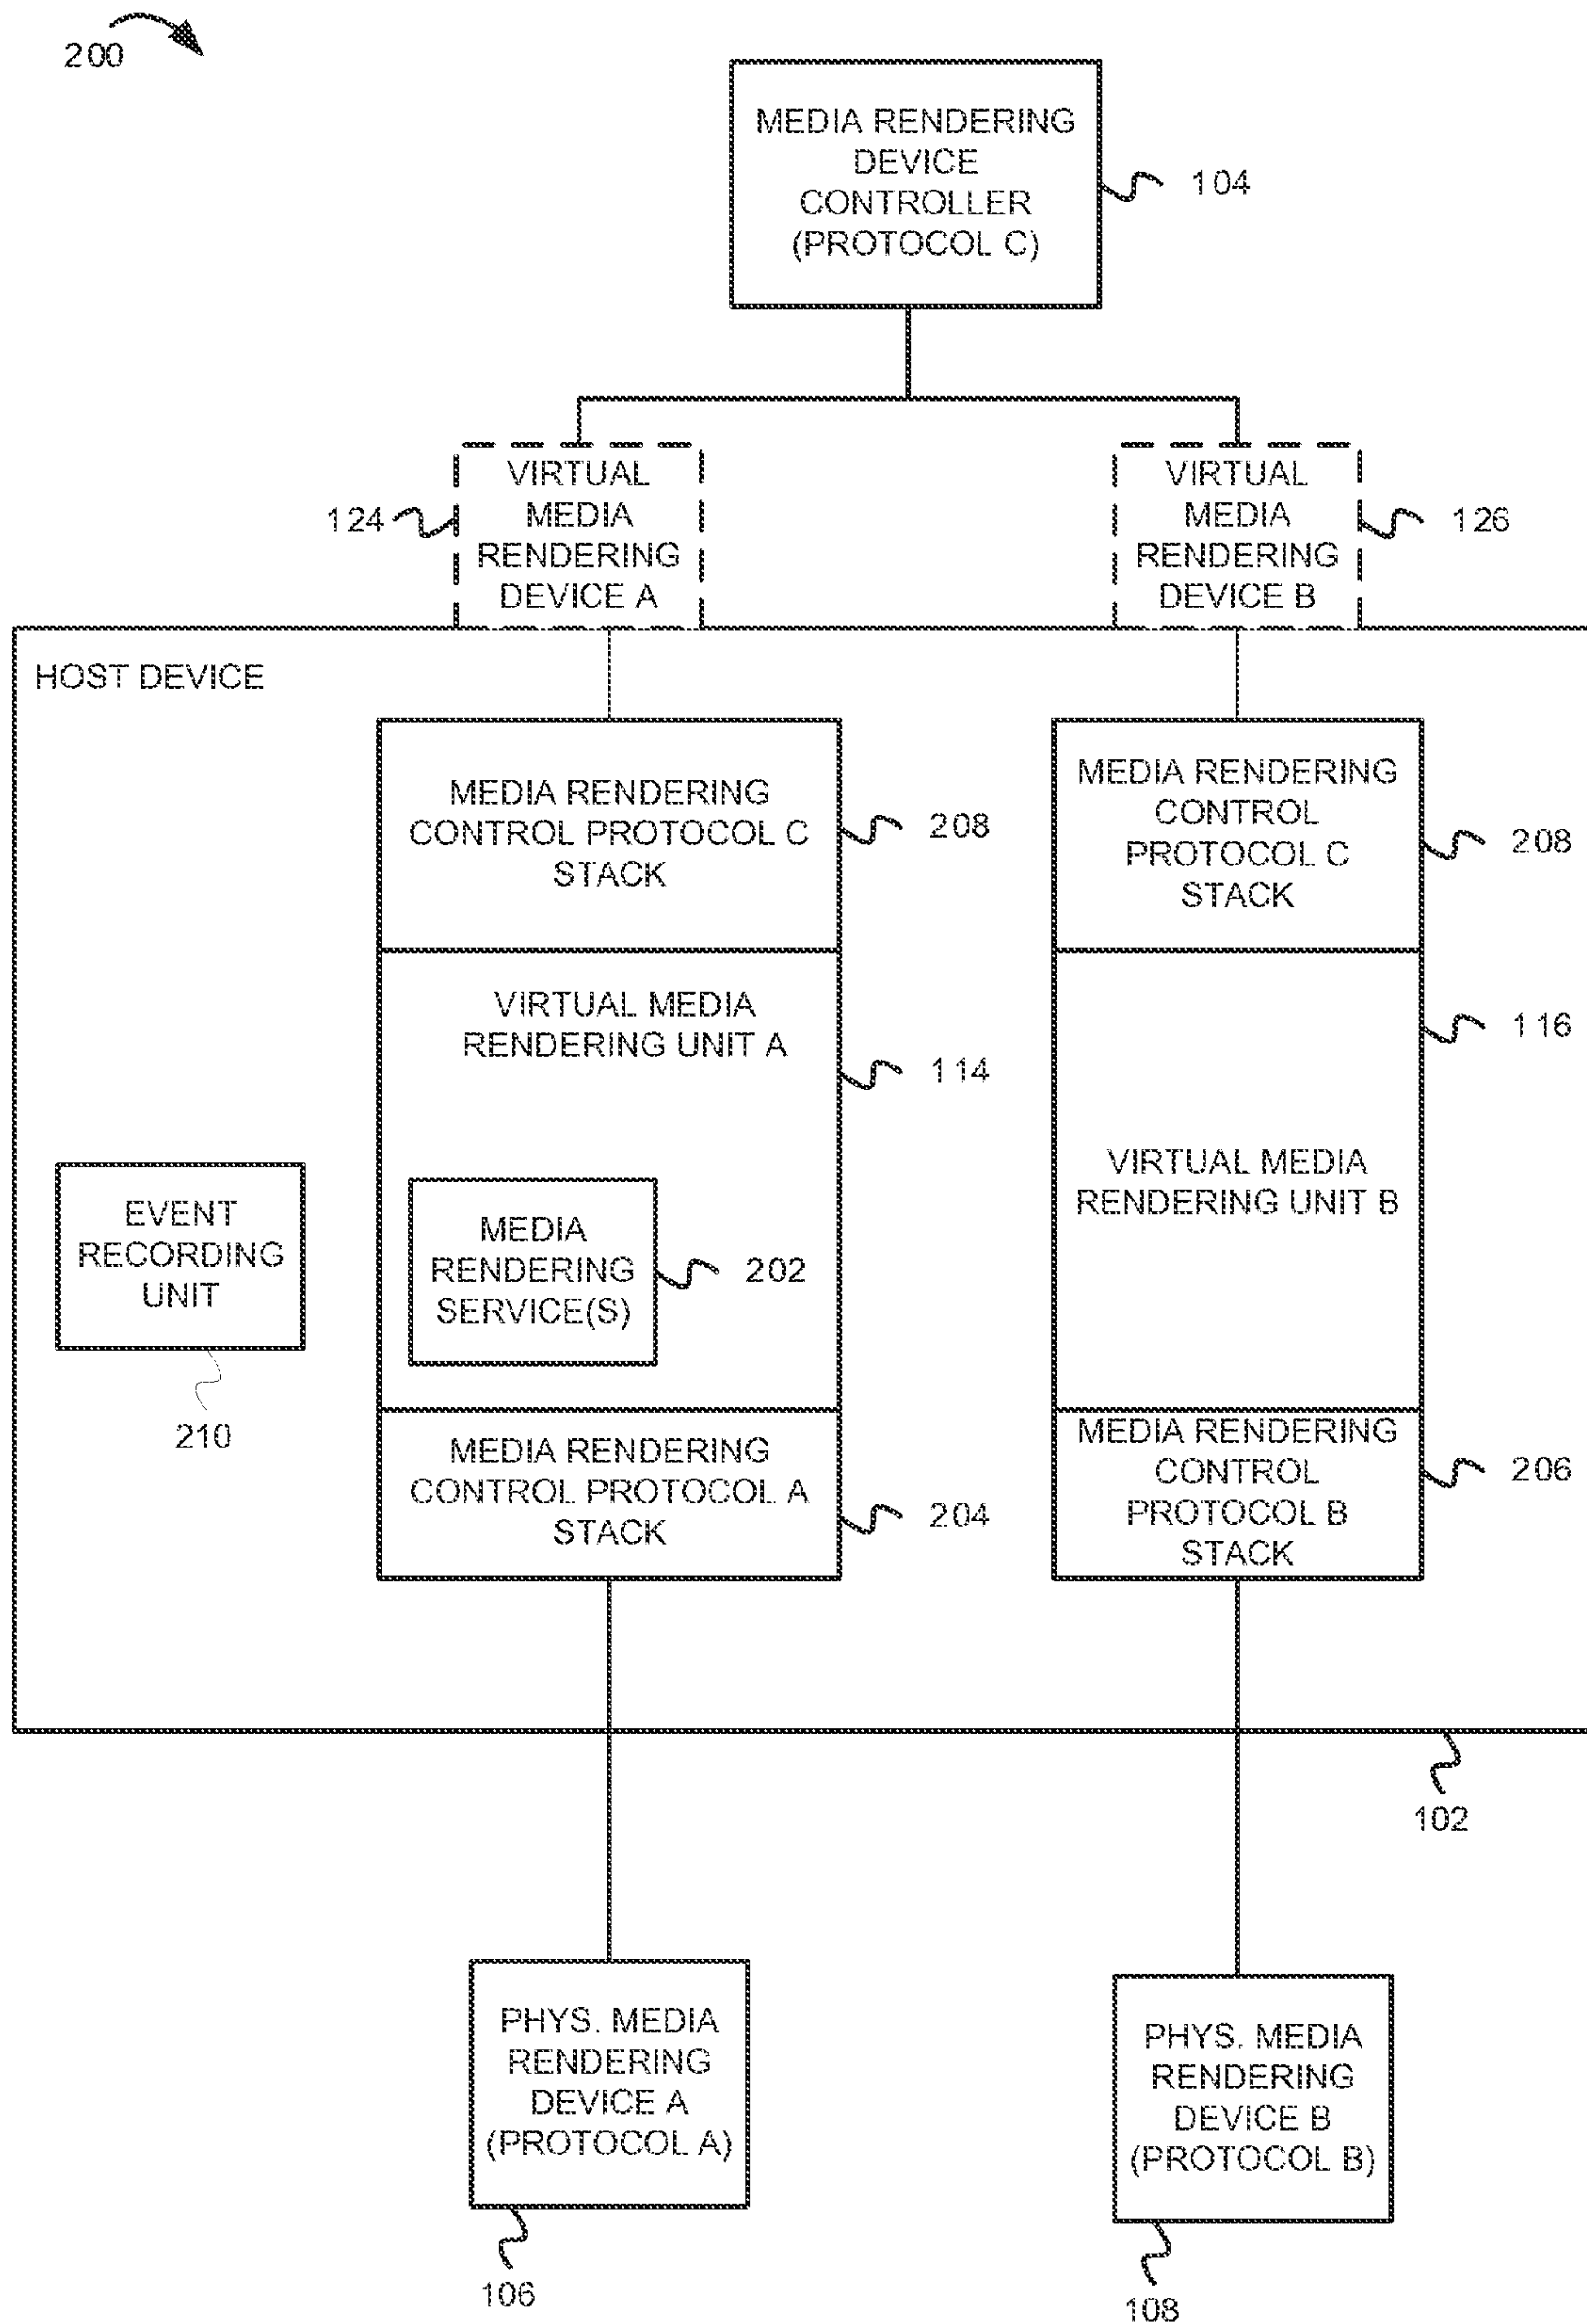 200
MEDIA RENDERING
DEVICE
CONTROLLER
(PROTOCOL C)
104
VIRTUAL
MEDIA
RENDERING
DEVICE A
124
VIRTUAL
MEDIA
RENDERING
DEVICE B
126
HOST DEVICE
MEDIA RENDERING
CONTROL PROTOCOL C
STACK
208
MEDIA RENDERING
CONTROL
PROTOCOL C
STACK
208
VIRTUAL MEDIA
RENDERING UNIT A
114
116
VIRTUAL MEDIA
RENDERING UNIT B
EVENT
RECORDING
UNIT
210
MEDIA
RENDERING
SERVICE(S)
202
MEDIA RENDERING
CONTROL PROTOCOL A
STACK
204
MEDIA RENDERING
CONTROL
PROTOCOL B
STACK
206
102
PHYS. MEDIA
RENDERING
DEVICE A
(PROTOCOL A)
106
PHYS. MEDIA
RENDERING
DEVICE B
(PROTOCOL B)
108